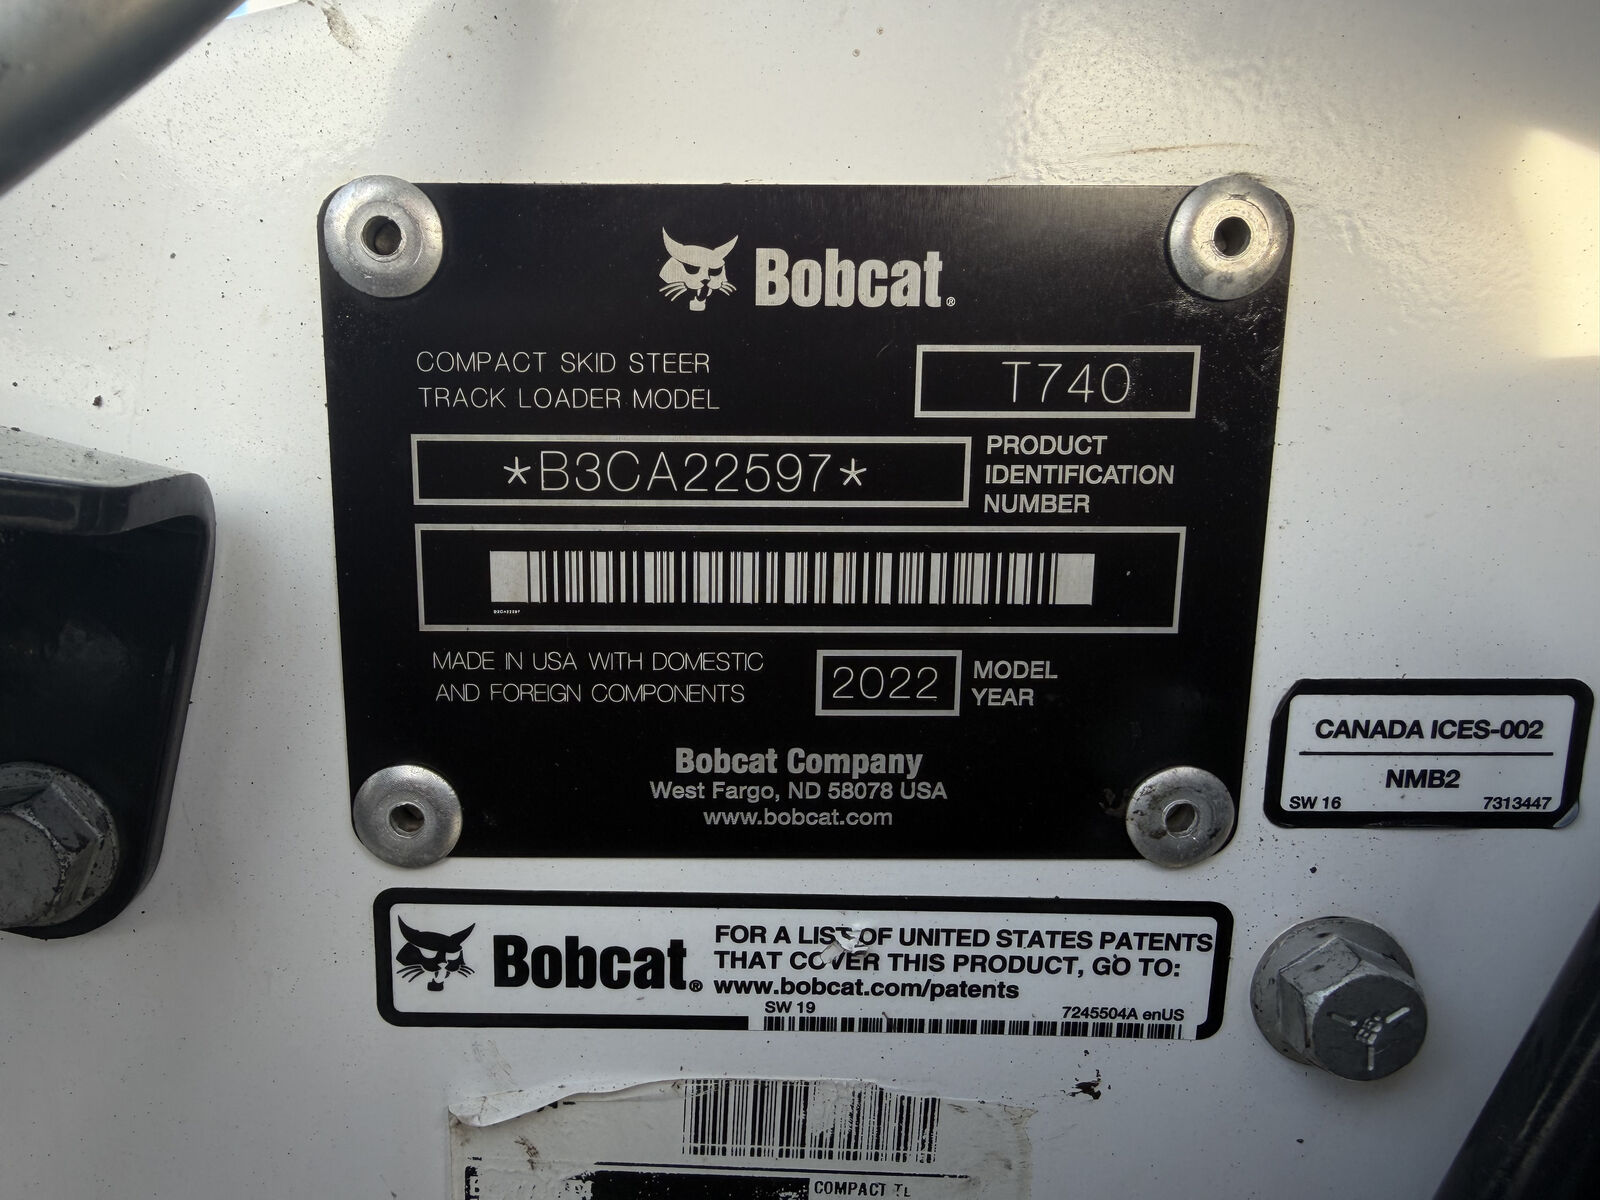 Bobcat®
COMPACT SKID STEER
TRACK LOADER MODEL
T740
*B3CA22597*
PRODUCT
IDENTIFICATION
NUMBER
B3CA22597
MADE IN USA WITH DOMESTIC
AND FOREIGN COMPONENTS
2022
MODEL
YEAR
Bobcat Company
West Fargo, ND 58078 USA
www.bobcat.com
CANADA ICES-002
NMB2
SW 16 7313447
Bobcat®
FOR A LIST OF UNITED STATES PATENTS
THAT COVER THIS PRODUCT, GO TO:
www.bobcat.com/patents
SW 19 7245504A enUS
COMPACT